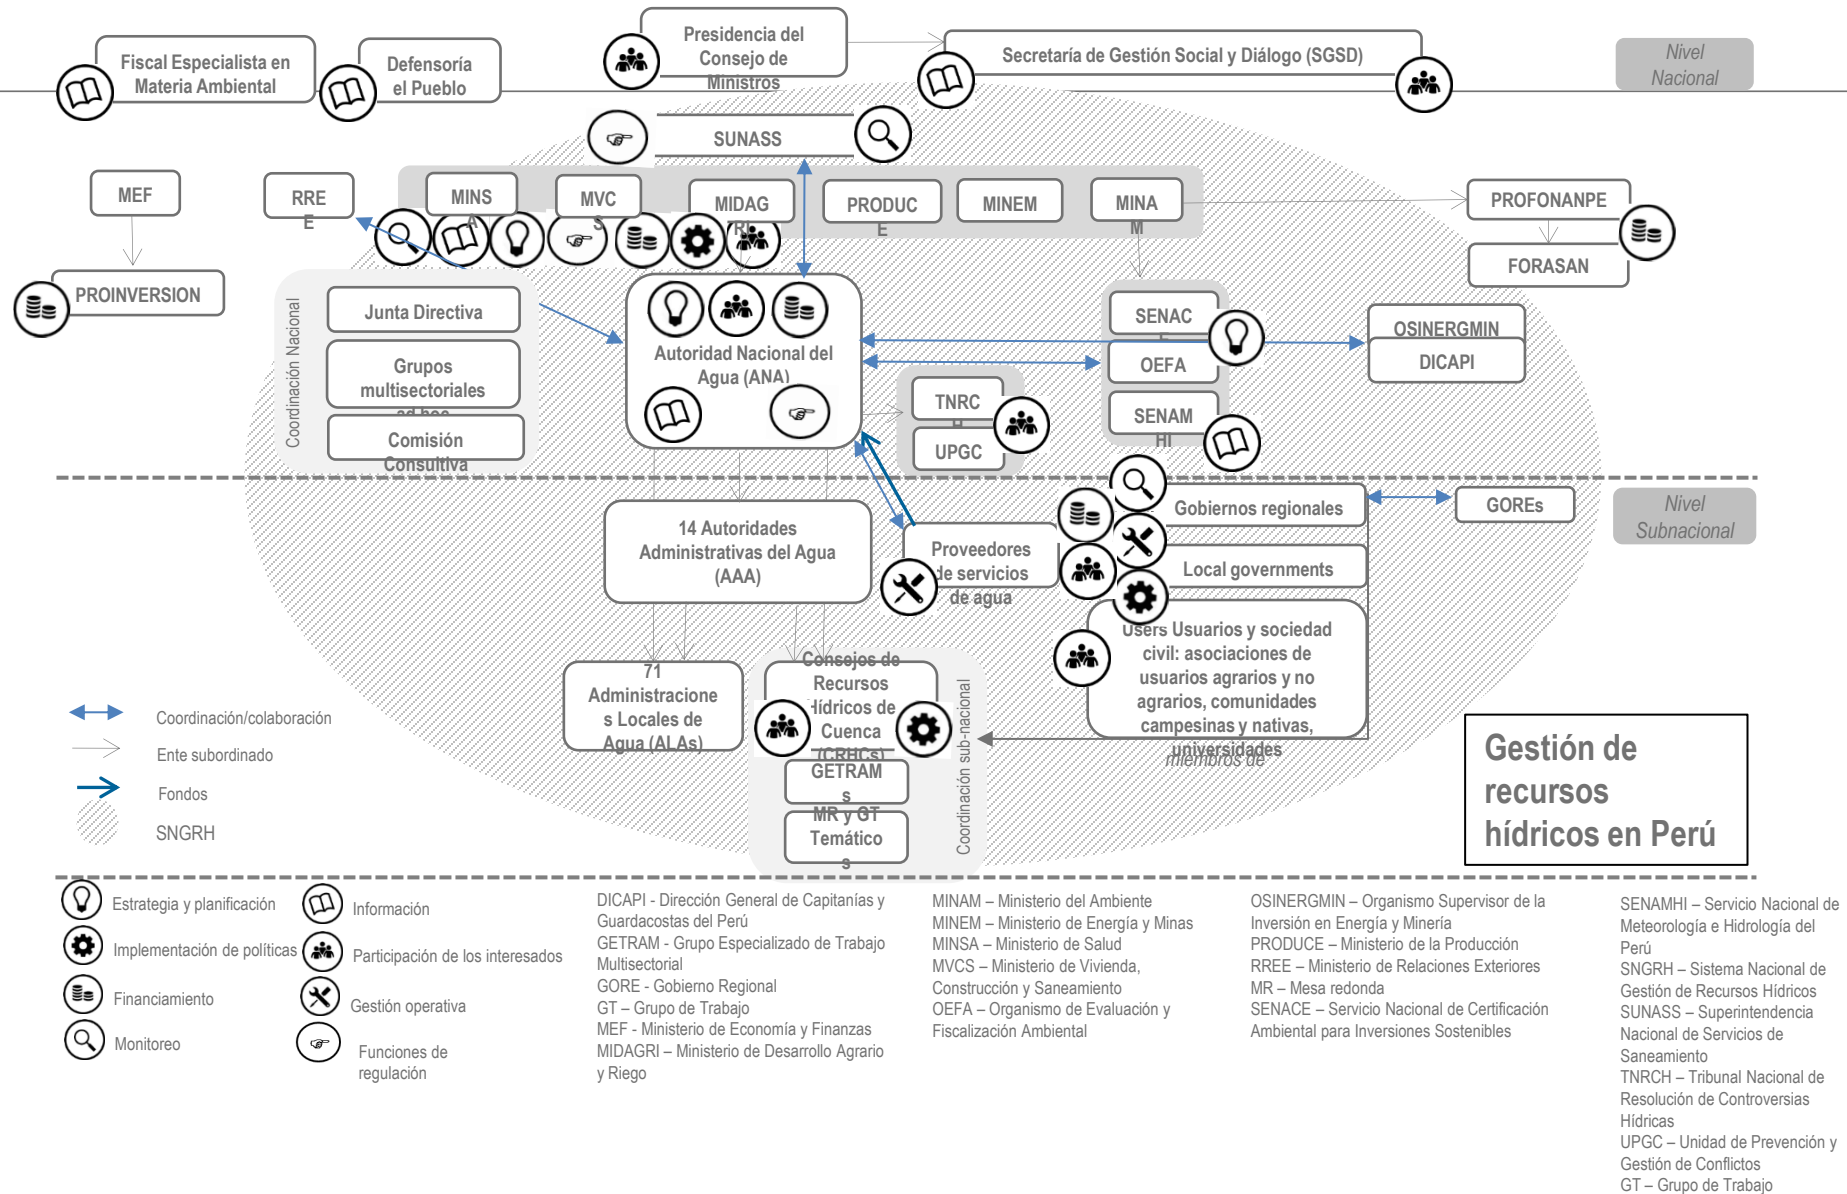 Fiscal Especialista en
Materia Ambiental
Defensoría
el Pueblo
Presidencia del
Consejo de
Ministros
Secretaría de Gestión Social y Diálogo (SGSD)
Nivel
Nacional
SUNASS
MEF
RRE
E
MINS
A
MVC
S
MIDAG
RI
PRODUC
E
MINEM
MINA
M
PROFONANPE
FORASAN
PROINVERSION
Coordinación Nacional
Junta Directiva
Grupos
multisectoriales
ad hoc
Comisión
Consultiva
Autoridad Nacional del
Agua (ANA)
SENAC
E
OEFA
SENAM
HI
OSINERGMIN
DICAPI
TNRC
H
UPGC
Nivel
Subnacional
14 Autoridades
Administrativas del Agua
(AAA)
Proveedores
de servicios
de agua
Gobiernos regionales
GOREs
Local governments
Users Usuarios y sociedad
civil: asociaciones de
usuarios agrarios y no
agrarios, comunidades
campesinas y nativas,
universidades
miembros de
71
Administracione
s Locales de
Agua (ALAs)
Consejos de
Recursos
Hídricos de
Cuenca
(CRHCs)
GETRAM
s
MR y GT
Temático
s
Coordinación sub-nacional
Coordinación/colaboración
Ente subordinado
Fondos
SNGRH
Gestión de
recursos
hídricos en Perú
Estrategia y planificación
Implementación de políticas
Financiamiento
Monitoreo
Información
Participación de los interesados
Gestión operativa
Funciones de
regulación
DICAPI - Dirección General de Capitanías y
Guardacostas del Perú
GETRAM - Grupo Especializado de Trabajo
Multisectorial
GORE - Gobierno Regional
GT – Grupo de Trabajo
MEF - Ministerio de Economía y Finanzas
MIDAGRI – Ministerio de Desarrollo Agrario
y Riego
MINAM – Ministerio del Ambiente
MINEM – Ministerio de Energía y Minas
MINSA – Ministerio de Salud
MVCS – Ministerio de Vivienda,
Construcción y Saneamiento
OEFA – Organismo de Evaluación y
Fiscalización Ambiental
OSINERGMIN – Organismo Supervisor de la
Inversión en Energía y Minería
PRODUCE – Ministerio de la Producción
RREE – Ministerio de Relaciones Exteriores
MR – Mesa redonda
SENACE – Servicio Nacional de Certificación
Ambiental para Inversiones Sostenibles
SENAMHI – Servicio Nacional de
Meteorología e Hidrología del
Perú
SNGRH – Sistema Nacional de
Gestión de Recursos Hídricos
SUNASS – Superintendencia
Nacional de Servicios de
Saneamiento
TNRCH – Tribunal Nacional de
Resolución de Controversias
Hídricas
UPGC – Unidad de Prevención y
Gestión de Conflictos
GT – Grupo de Trabajo